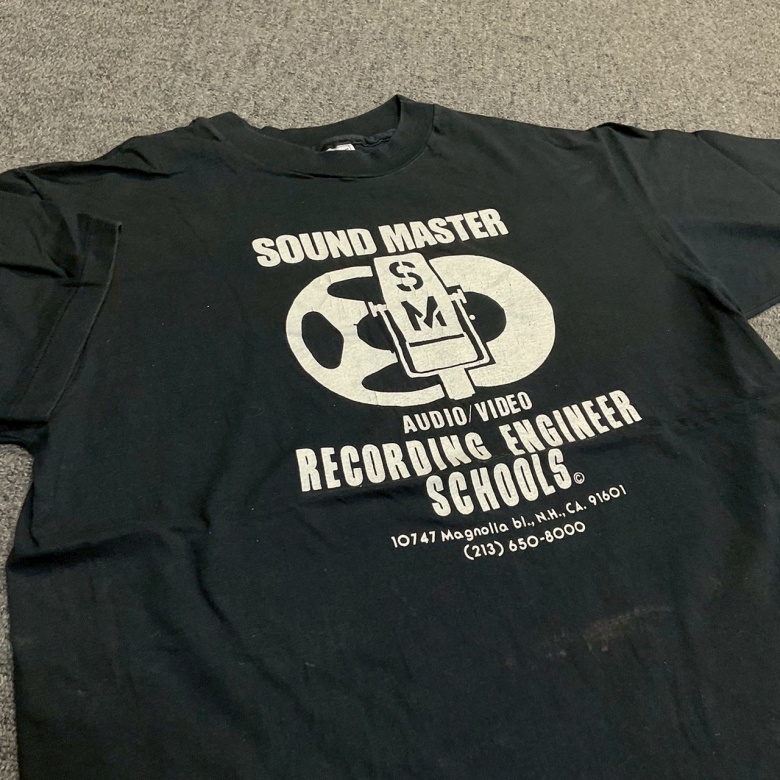 SOUND MASTER
S
M
AUDIO/VIDEO
RECORDING ENGINEER
SCHOOLS©
10747 Magnolia bl., N.H., CA. 91601
(213) 650-8000